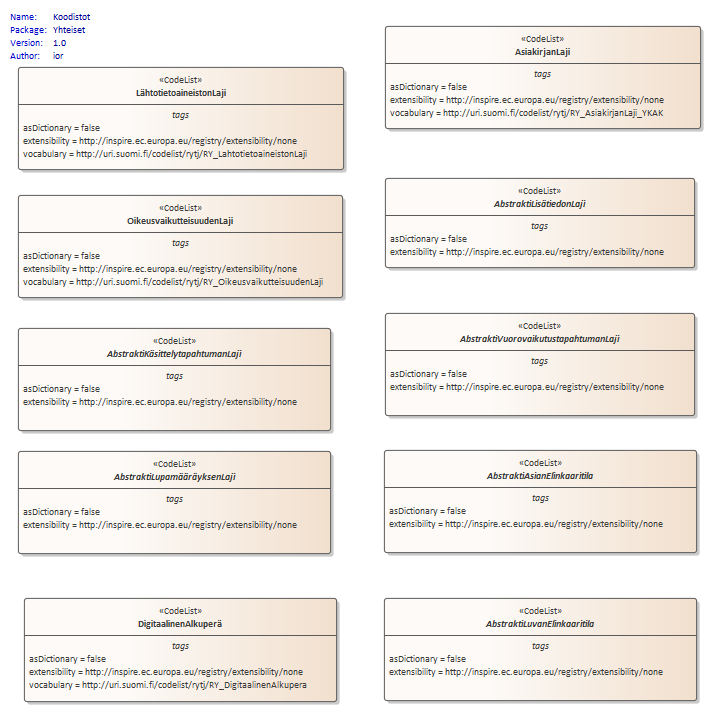 Name: Koodistot
Package: Yhteiset
Version: 1.0
Author: ior
«CodeList»
LähtotietoaineistonLaji
tags
asDictionary = false
extensibility = http://inspire.ec.europa.eu/registry/extensibility/none
vocabulary = http://uri.suomi.fi/codelist/rytj/RY_LahtotietoaineistonLaji
«CodeList»
AsiakirjanLaji
tags
asDictionary = false
extensibility = http://inspire.ec.europa.eu/registry/extensibility/none
vocabulary = http://uri.suomi.fi/codelist/rytj/RY_AsiakirjanLaji_YKAK
«CodeList»
OikeusvaikutteisuudenLaji
tags
asDictionary = false
extensibility = http://inspire.ec.europa.eu/registry/extensibility/none
vocabulary = http://uri.suomi.fi/codelist/rytj/RY_OikeusvaikutteisuudenLaji
«CodeList»
AbstraktiLisätiedonLaji
tags
asDictionary = false
extensibility = http://inspire.ec.europa.eu/registry/extensibility/none
«CodeList»
AbstraktiKäsittelytapahtumanLaji
tags
asDictionary = false
extensibility = http://inspire.ec.europa.eu/registry/extensibility/none
«CodeList»
AbstraktiVuorovaikutustapahtumanLaji
tags
asDictionary = false
extensibility = http://inspire.ec.europa.eu/registry/extensibility/none
«CodeList»
AbstraktiLupamääräyksenLaji
tags
asDictionary = false
extensibility = http://inspire.ec.europa.eu/registry/extensibility/none
«CodeList»
AbstraktiAsianElinkaaritila
tags
asDictionary = false
extensibility = http://inspire.ec.europa.eu/registry/extensibility/none
«CodeList»
DigitaalinenAlkuperä
tags
asDictionary = false
extensibility = http://inspire.ec.europa.eu/registry/extensibility/none
vocabulary = http://uri.suomi.fi/codelist/rytj/RY_DigitaalinenAlkupera
«CodeList»
AbstraktiLuvanElinkaaritila
tags
asDictionary = false
extensibility = http://inspire.ec.europa.eu/registry/extensibility/none